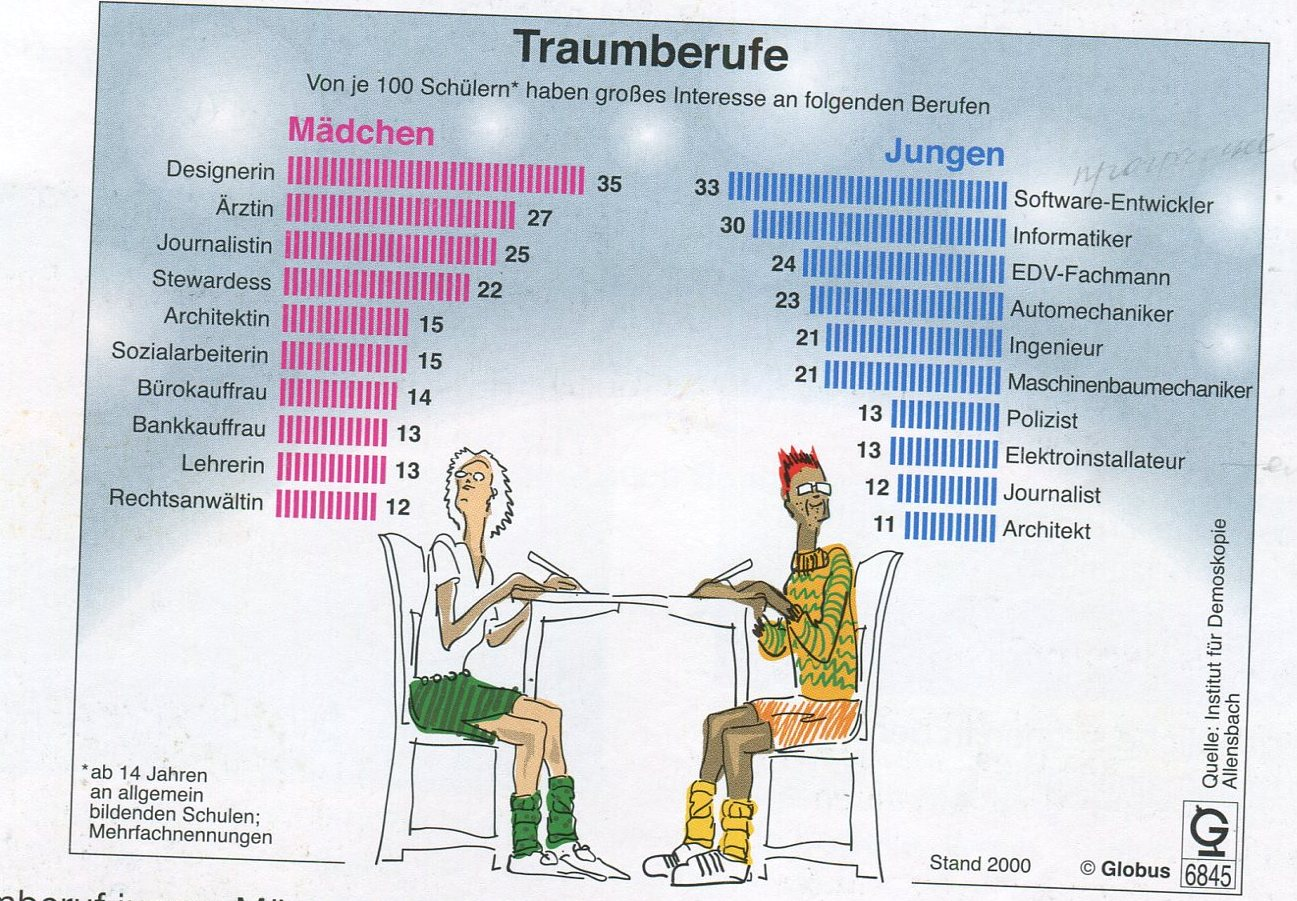 Traumberufe
Von je 100 Schülern* haben großes Interesse an folgenden Berufen
Mädchen
Designerin 35
Ärztin 27
Journalistin 25
Stewardess 22
Architektin 15
Sozialarbeiterin 15
Bürokauffrau 14
Bankkauffrau 13
Lehrerin 13
Rechtsanwältin 12
Jungen
33 Software-Entwickler
30 Informatiker
24 EDV-Fachmann
23 Automechaniker
21 Ingenieur
21 Maschinenbaumechaniker
13 Polizist
13 Elektroinstallateur
12 Journalist
11 Architekt
*ab 14 Jahren
an allgemein
bildenden Schulen;
Mehrfachnennungen
Quelle: Institut für Demoskopie
Allensbach
Stand 2000
© Globus
G
6845